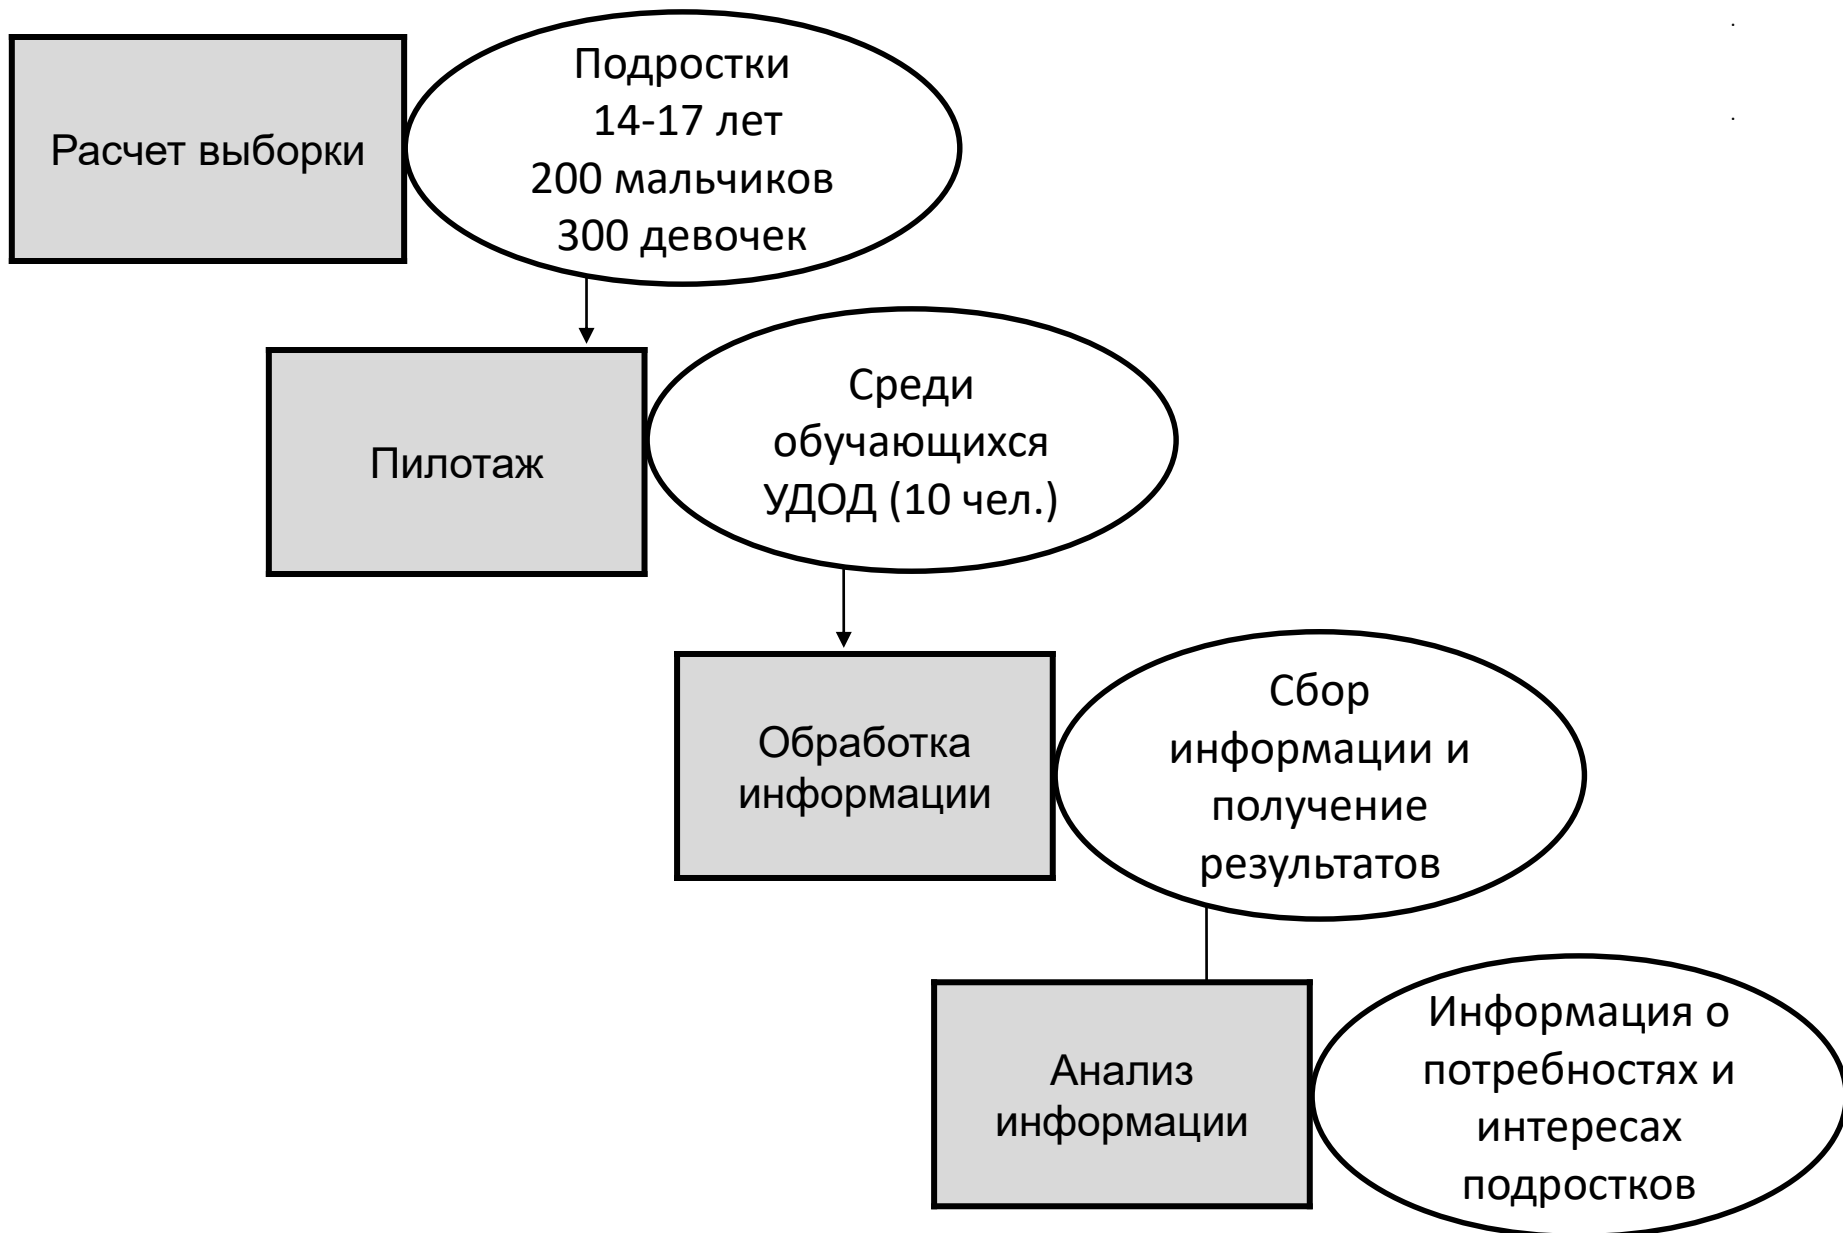 Расчет выборки
Подростки
14-17 лет
200 мальчиков
300 девочек
Пилотаж
Среди
обучающихся
УДОД (10 чел.)
Обработка
информации
Сбор
информации и
получение
результатов
Анализ
информации
Информация о
потребностях и
интересах
подростков